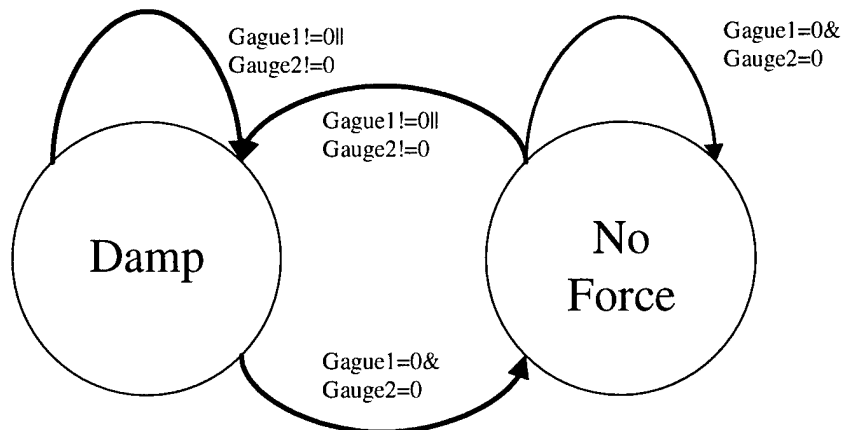 Gague1!=0||
Gauge2!=0
Gague1=0&
Gauge2=0
Gague1!=0||
Gauge2!=0
Damp
No
Force
Gague1=0&
Gauge2=0